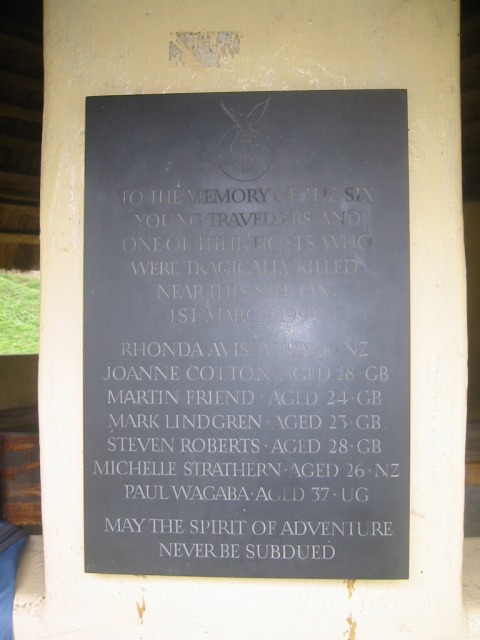 TO THE MEMORY OF THE SIX
YOUNG TRAVELLERS AND
ONE OF THEIR HOSTS WHO
WERE TRAGICALLY KILLED
NEAR THIS SITE ON
1ST MARCH 1999
RHONDA AVIS · AGED · NZ
JOANNE COTTON · AGED 28 · GB
MARTIN FRIEND · AGED 24 · GB
MARK LINDGREN · AGED 23 · GB
STEVEN ROBERTS · AGED 28 · GB
MICHELLE STRATHERN · AGED 26 · NZ
PAUL WAGABA · AGED 37 · UG
MAY THE SPIRIT OF ADVENTURE
NEVER BE SUBDUED